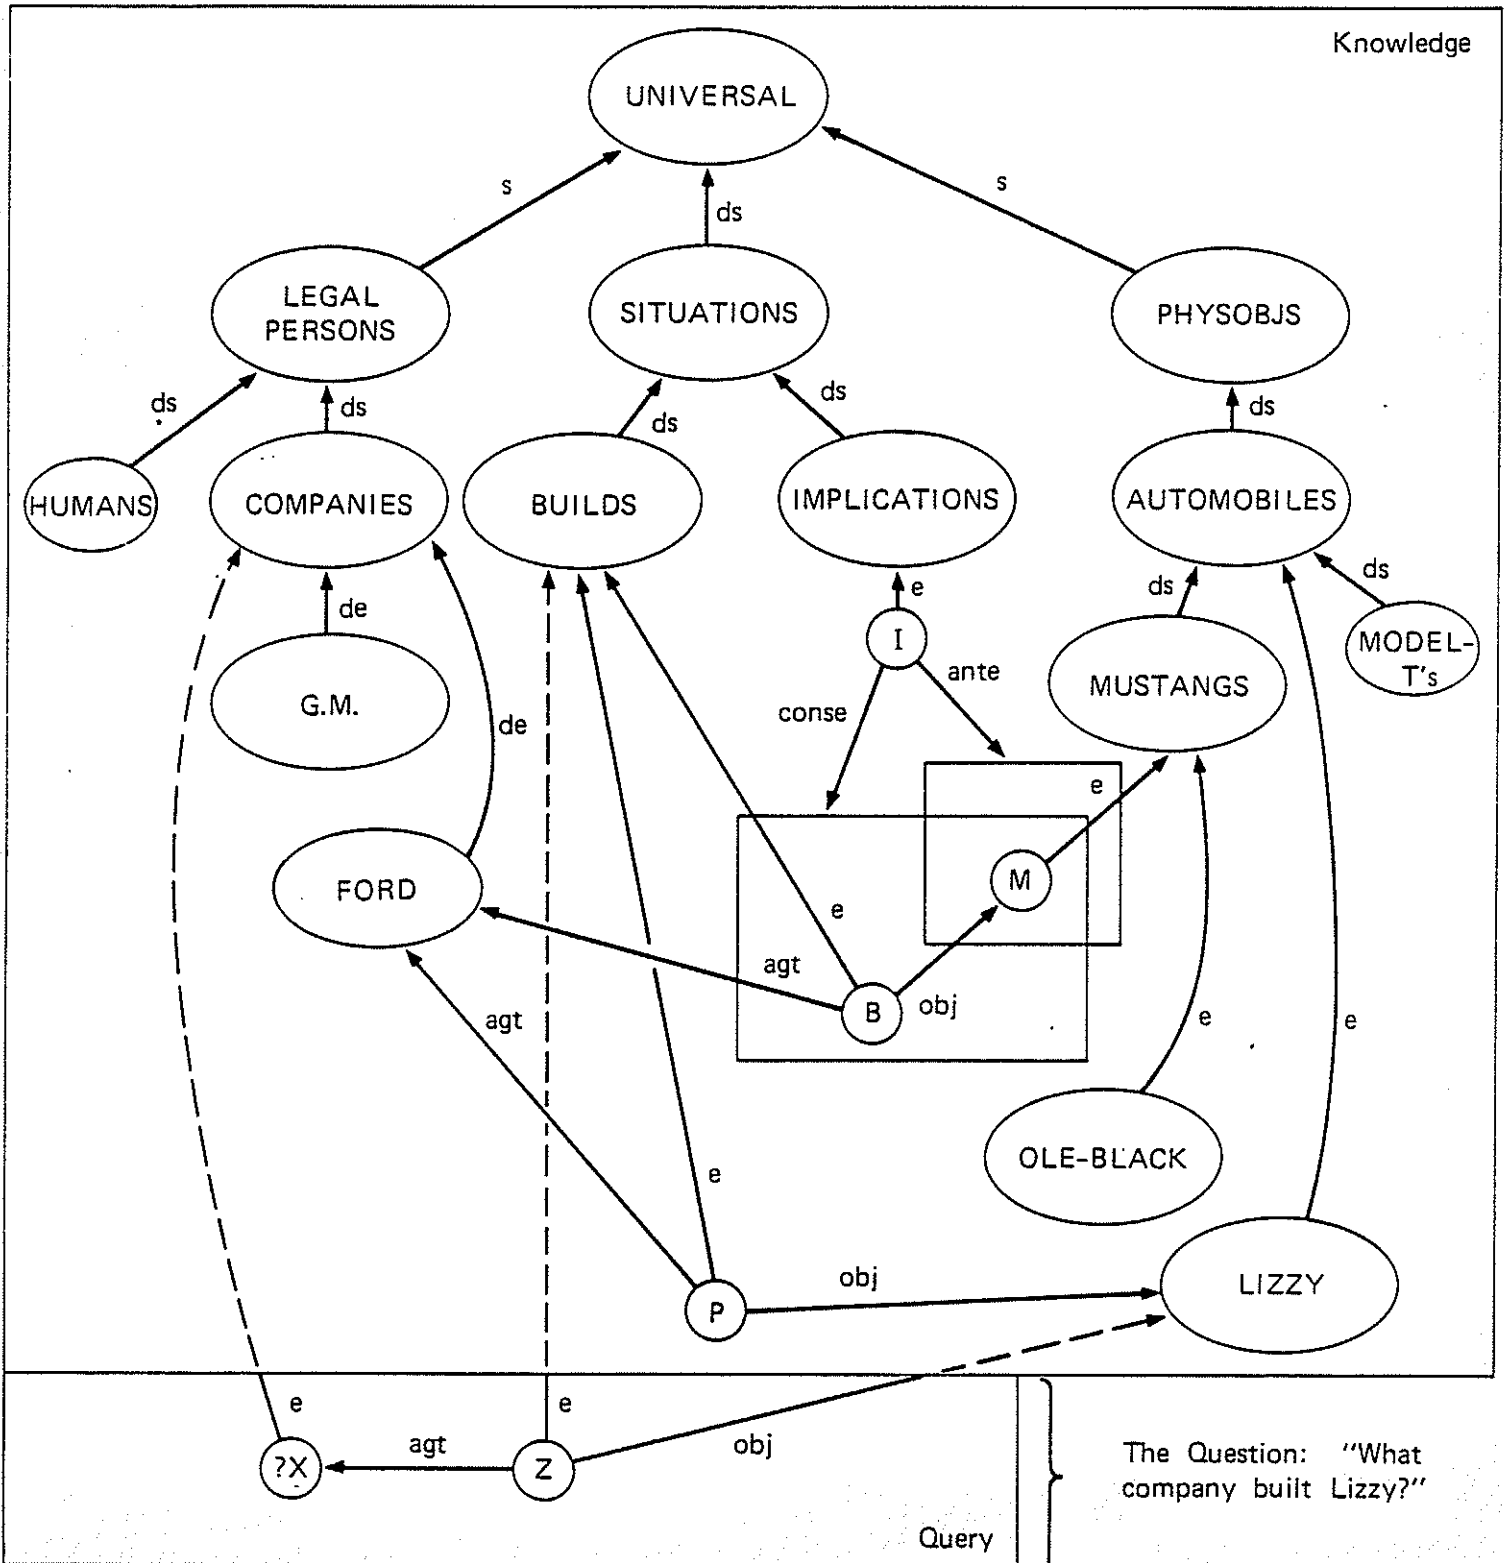 Knowledge
UNIVERSAL
s
ds
s
LEGAL
PERSONS
SITUATIONS
PHYSOBJS
ds
ds
ds
ds
ds
HUMANS
COMPANIES
BUILDS
IMPLICATIONS
AUTOMOBILES
de
e
ds
ds
I
MODEL-
T's
ante
MUSTANGS
G.M.
conse
de
e
FORD
M
e
agt
B
obj
agt
e
e
OLE-BLACK
e
obj
LIZZY
P
e
e
agt
obj
?X
Z
The Question: "What
company built Lizzy?"
Query